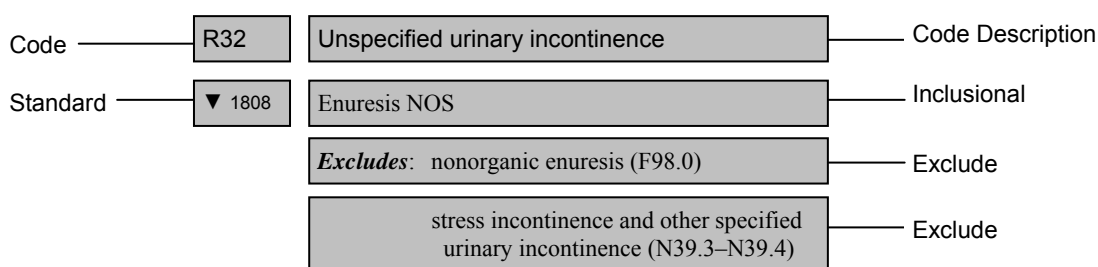 Code R32 Unspecified urinary incontinence Code Description
Standard ▼ 1808 Enuresis NOS Inclusional
Excludes: nonorganic enuresis (F98.0) Exclude
stress incontinence and other specified
urinary incontinence (N39.3–N39.4) Exclude